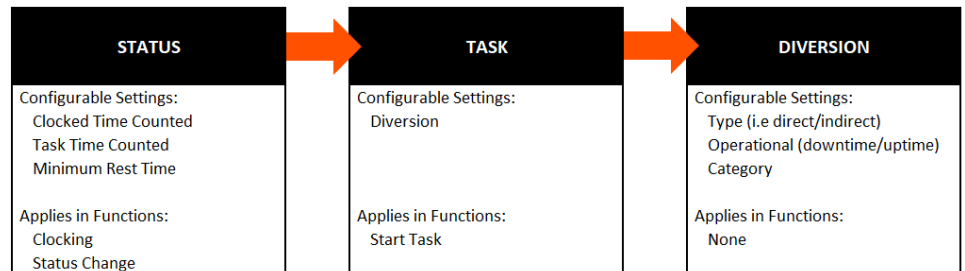 STATUS
Configurable Settings:
Clocked Time Counted
Task Time Counted
Minimum Rest Time
Applies in Functions:
Clocking
Status Change
TASK
Configurable Settings:
Diversion
Applies in Functions:
Start Task
DIVERSION
Configurable Settings:
Type (i.e direct/indirect)
Operational (downtime/uptime)
Category
Applies in Functions:
None